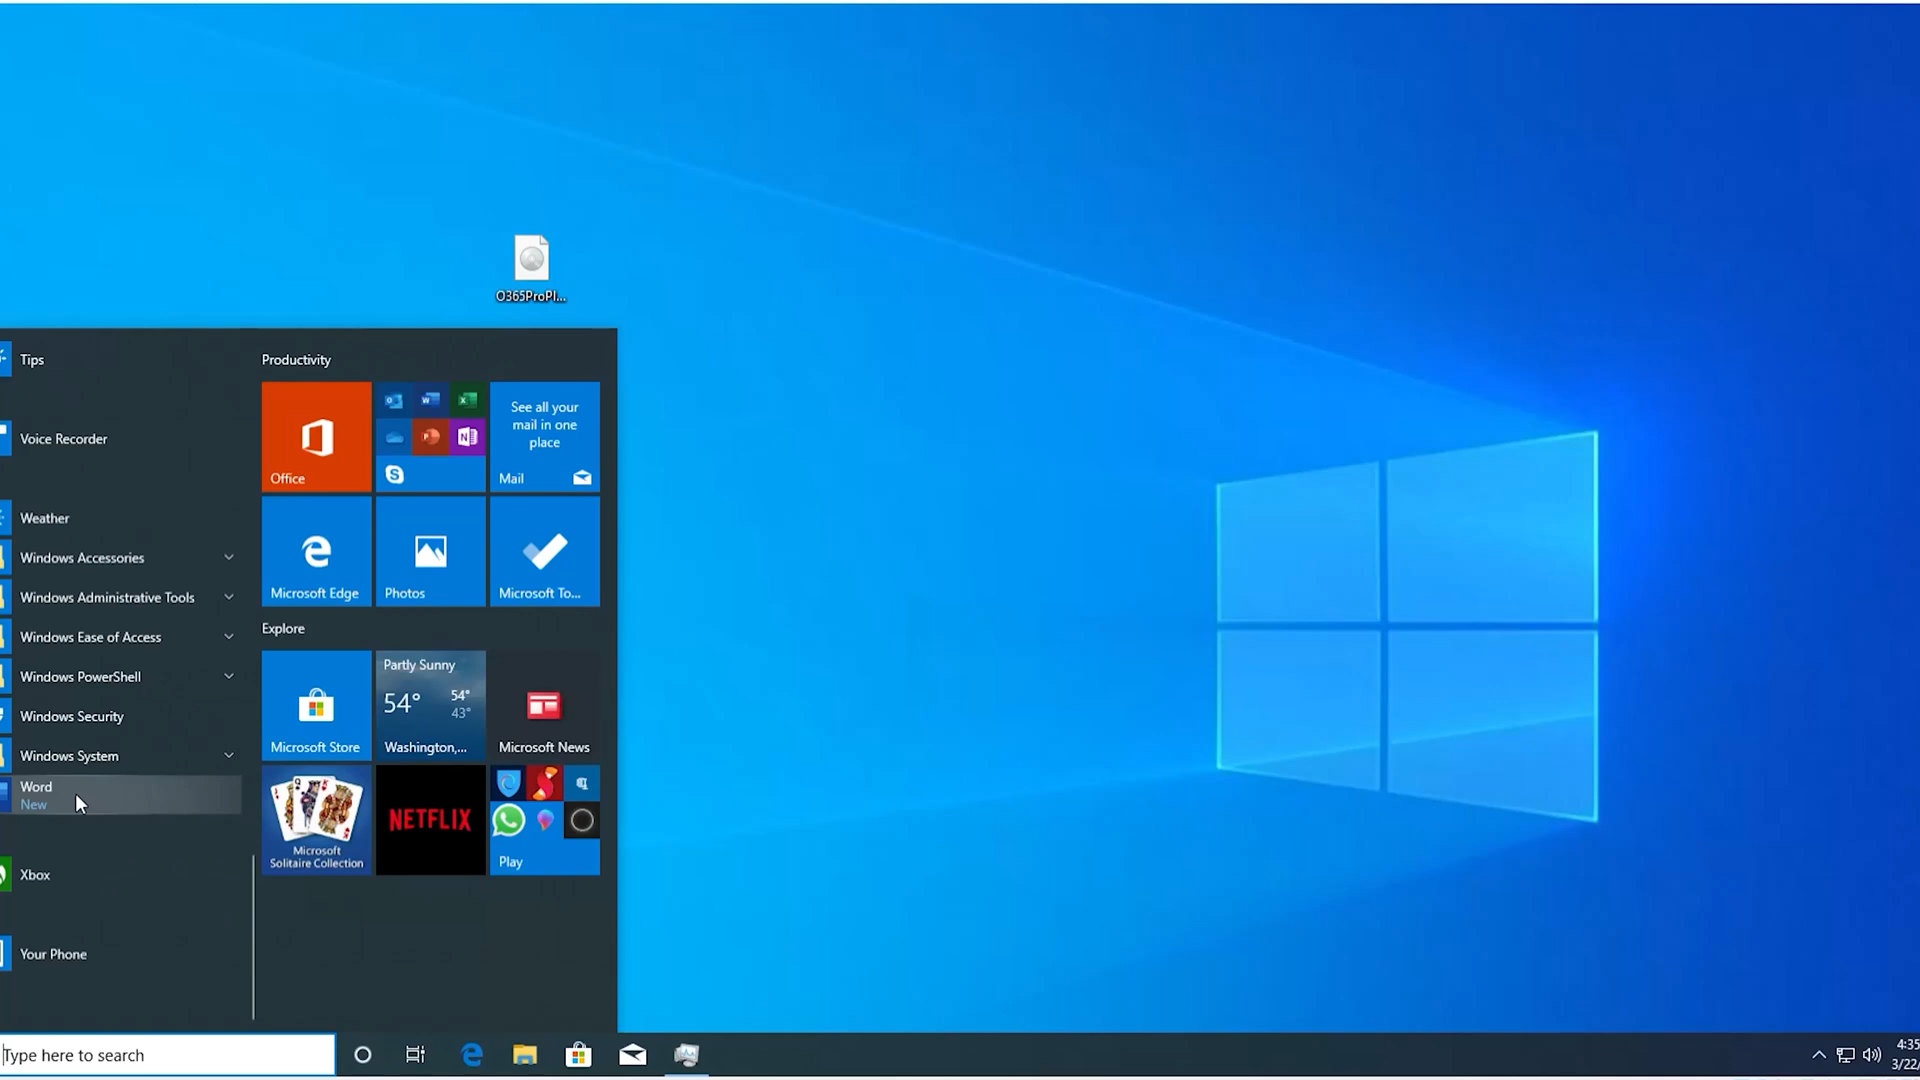 O365ProPl...
Tips
Voice Recorder
Weather
Windows Accessories
Windows Administrative Tools
Windows Ease of Access
Windows PowerShell
Windows Security
Windows System
Word
New
Xbox
Your Phone
Productivity
Office
See all your
mail in one
place
Mail
Microsoft Edge
Photos
Microsoft To...
Explore
Microsoft Store
Partly Sunny
54°
54°
43°
Washington,...
Microsoft News
Microsoft
Solitaire Collection
NETFLIX
Play
Type here to search
4:35
3/22/